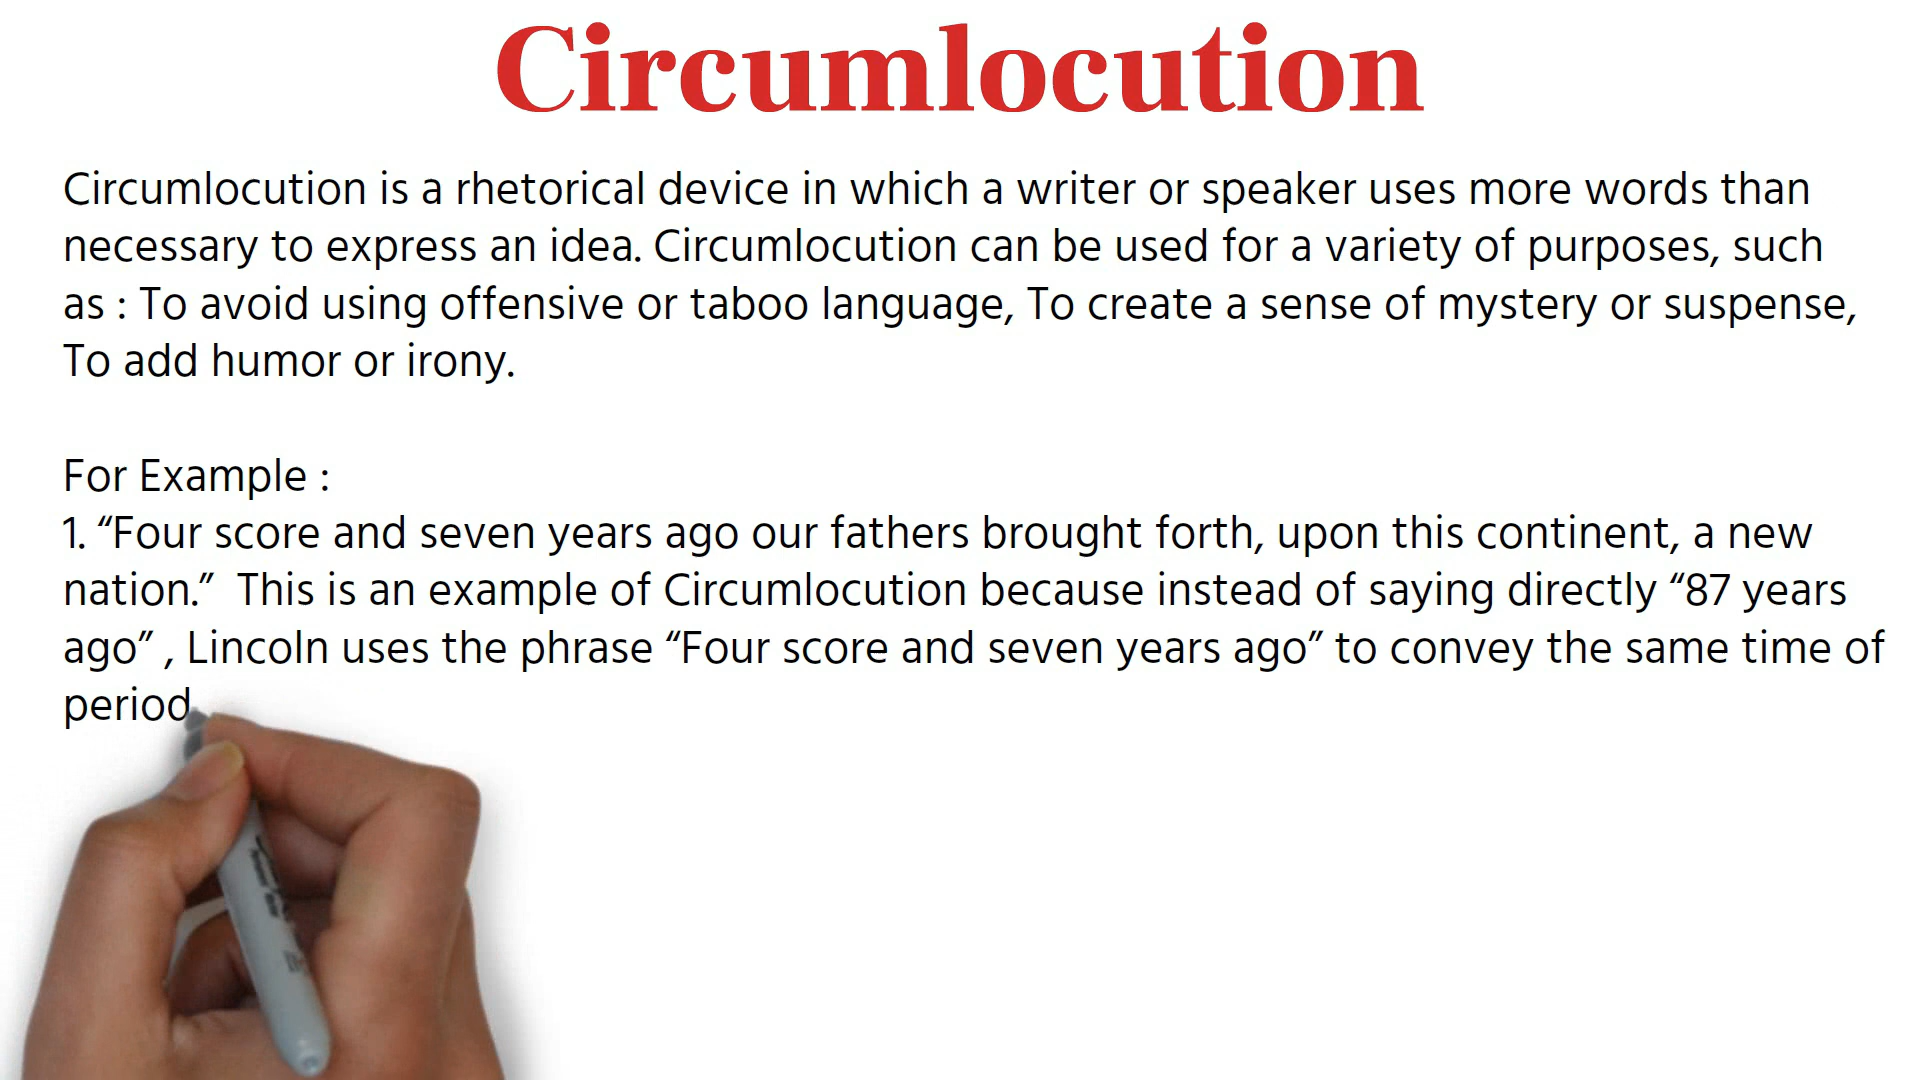 Circumlocution
Circumlocution is a rhetorical device in which a writer or speaker uses more words than
necessary to express an idea. Circumlocution can be used for a variety of purposes, such
as : To avoid using offensive or taboo language, To create a sense of mystery or suspense,
To add humor or irony.
For Example :
1. “Four score and seven years ago our fathers brought forth, upon this continent, a new
nation.”  This is an example of Circumlocution because instead of saying directly “87 years
ago” , Lincoln uses the phrase “Four score and seven years ago” to convey the same time of
period